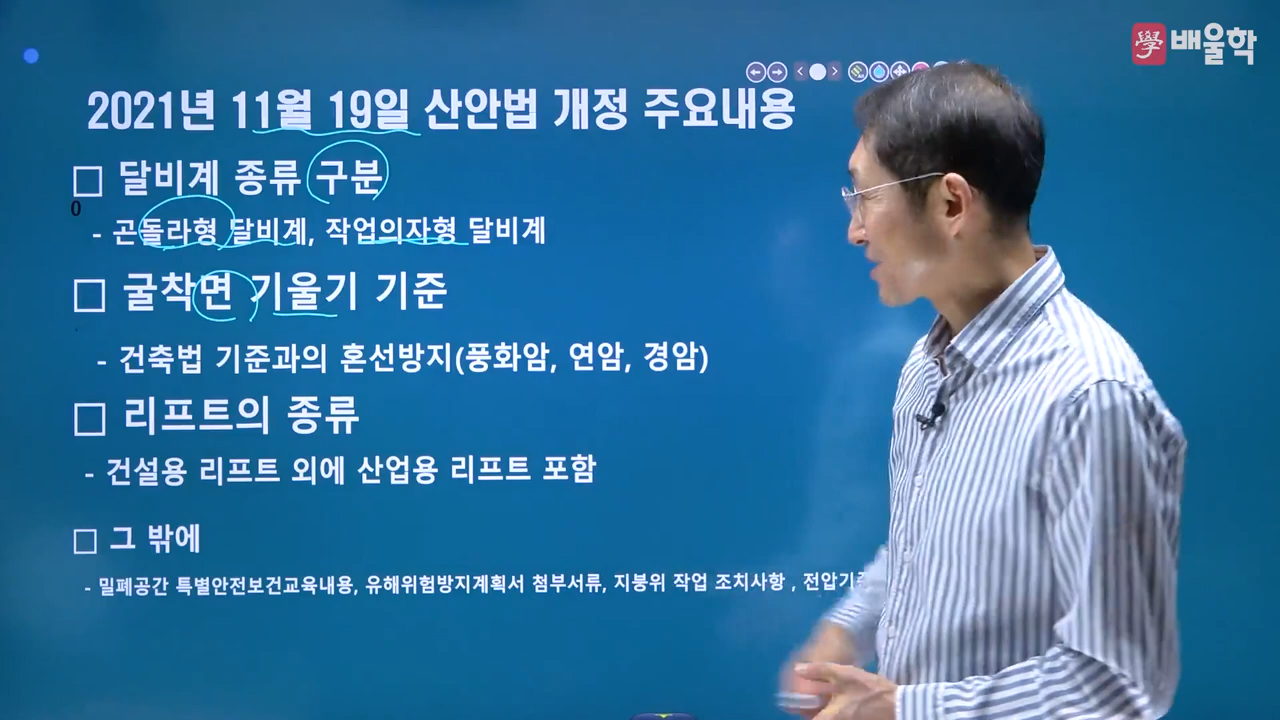 學 배울학
2021년 11월 19일 산안법 개정 주요내용
□ 달비계 종류 구분
0
- 곤돌라형 달비계, 작업의자형 달비계
□ 굴착면 기울기 기준
- 건축법 기준과의 혼선방지(풍화암, 연암, 경암)
□ 리프트의 종류
- 건설용 리프트 외에 산업용 리프트 포함
□ 그 밖에
- 밀폐공간 특별안전보건교육내용, 유해위험방지계획서 첨부서류, 지붕위 작업 조치사항 ,